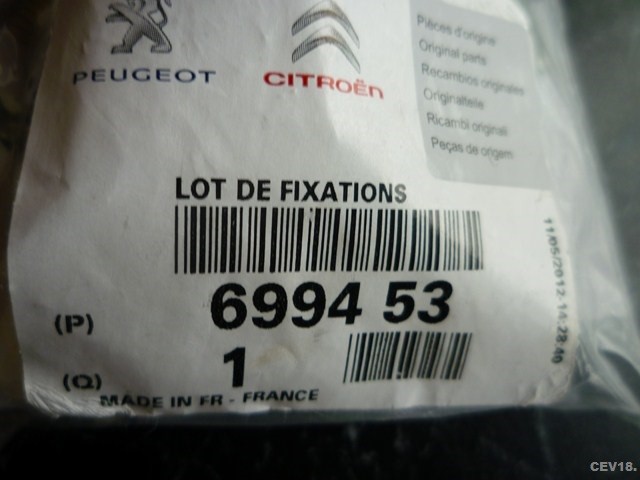 PEUGEOT
CITROËN
Pièces d'origine
Original parts
Recambios originales
Originalteile
Ricambi originali
Peças de origem
LOT DE FIXATIONS
(P) 6994 53
(Q) 1
MADE IN FR - FRANCE
11/05/2012 14:28:46
CEV18.